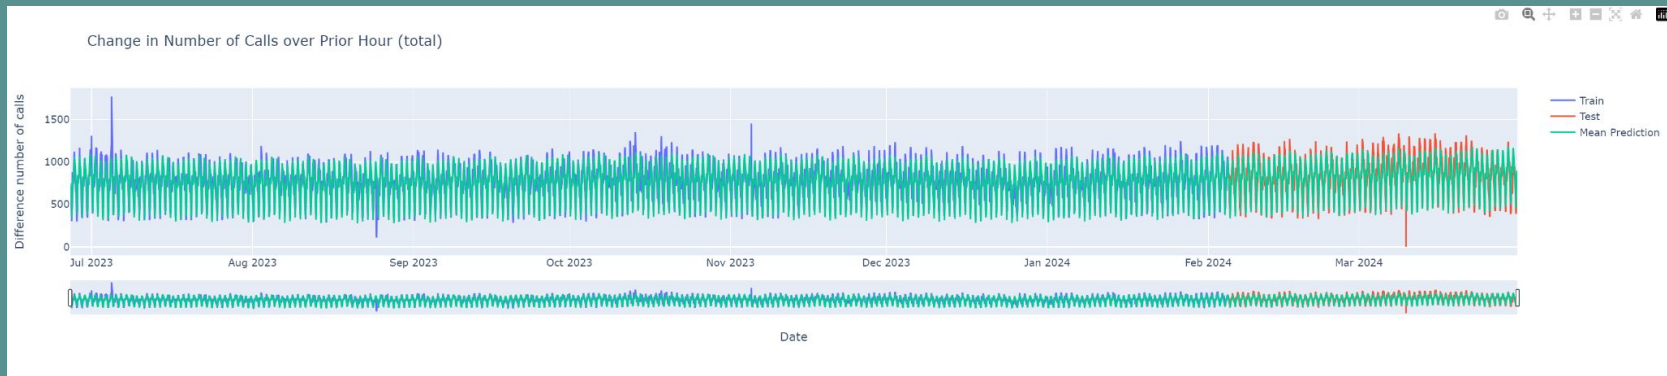 Change in Number of Calls over Prior Hour (total)
Difference number of calls
1500
1000
500
0
Jul 2023 Aug 2023 Sep 2023 Oct 2023 Nov 2023 Dec 2023 Jan 2024 Feb 2024 Mar 2024
Date
Train
Test
Mean Prediction